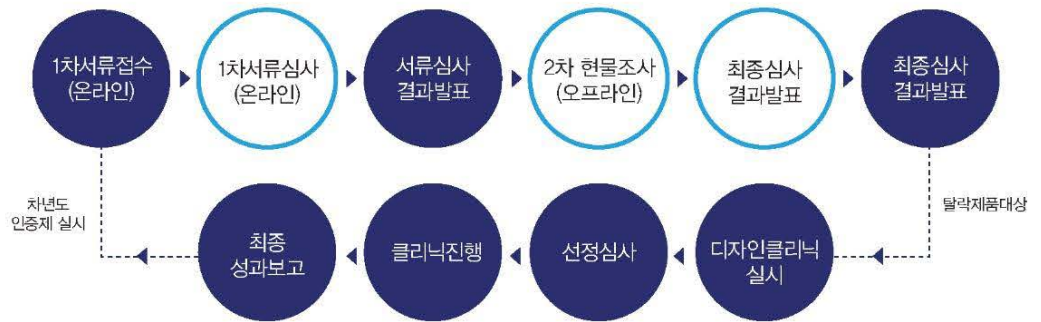 1차서류접수
(온라인)
1차서류심사
(온라인)
서류심사
결과발표
2차 현물조사
(오프라인)
최종심사
결과발표
최종심사
결과발표
탈락제품대상
디자인클리닉
실시
선정심사
클리닉진행
최종
성과보고
차년도
인증제 실시